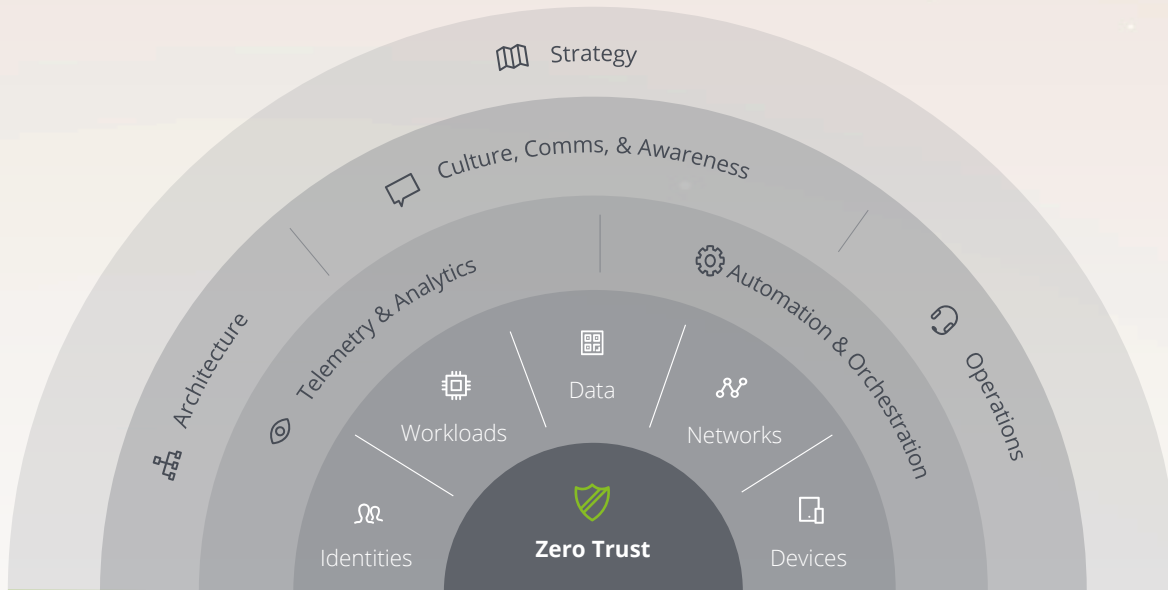 Strategy
Culture, Comms, & Awareness
Architecture
Operations
Telemetry & Analytics
Automation & Orchestration
Identities
Workloads
Data
Networks
Devices
Zero Trust